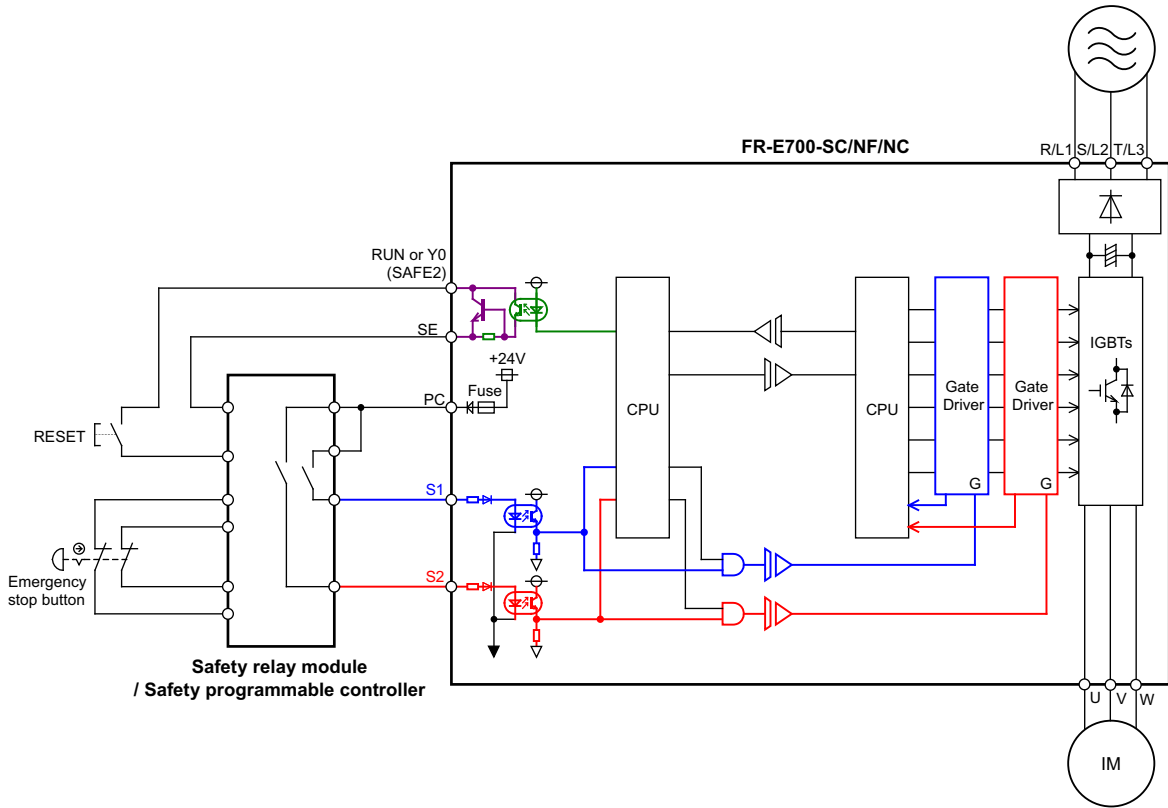 FR-E700-SC/NF/NC
R/L1 S/L2 T/L3
RUN or Y0
(SAFE2)
SE
+24V
Fuse
PC
RESET
S1
S2
Emergency
stop button
Safety relay module
/ Safety programmable controller
CPU
CPU
Gate
Driver
G
Gate
Driver
G
IGBTs
U V W
IM